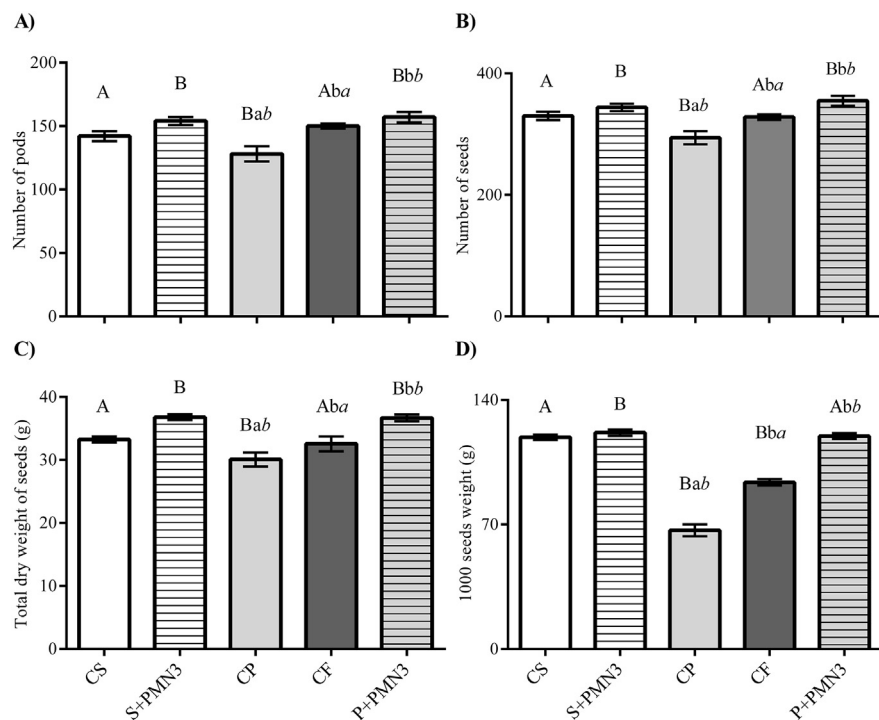 A)
Number of pods
200
150
100
50
0
A
B
Bab
Aba
Bbb
B)
Number of seeds
400
200
0
A
B
Bab
Aba
Bbb
C)
Total dry weight of seeds (g)
40
30
20
10
0
A
B
Bab
Aba
Bbb
CS
S+PMN3
CP
CF
P+PMN3
D)
1000 seeds weight (g)
140
70
0
A
B
Bab
Bba
Abb
CS
S+PMN3
CP
CF
P+PMN3